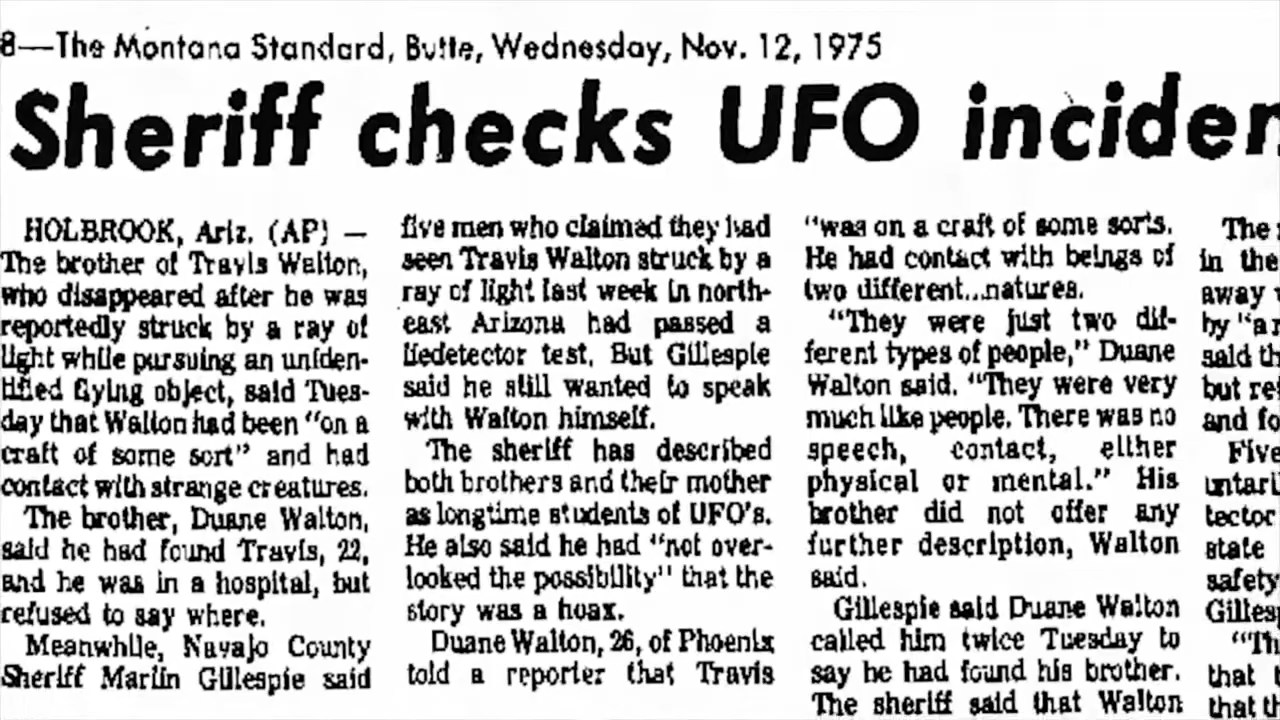 8—The Montana Standard, Butte, Wednesday, Nov. 12, 1975
Sheriff checks UFO inciden
HOLBROOK, Ariz. (AP) —
The brother of Travis Walton,
who disappeared after he was
reportedly struck by a ray of
light while pursuing an uniden-
tified flying object, said Tues-
day that Walton had been "on a
craft of some sort" and had
contact with strange creatures.
The brother, Duane Walton,
said he had found Travis, 22,
and he was in a hospital, but
refused to say where.
Meanwhile, Navajo County
Sheriff Marlin Gillespie said
five men who claimed they had
seen Travis Walton struck by a
ray of light last week in north-
east Arizona had passed a
liedetector test. But Gillespie
said he still wanted to speak
with Walton himself.
The sheriff has described
both brothers and their mother
as longtime students of UFO's.
He also said he had "not over-
looked the possibility" that the
story was a hoax.
Duane Walton, 26, of Phoenix
told a reporter that Travis
"was on a craft of some sorts.
He had contact with beings of
two different...natures.
"They were just two dif-
ferent types of people," Duane
Walton said. "They were very
much like people. There was no
speech, contact, either
physical or mental." His
brother did not offer any
further description, Walton
said.
Gillespie said Duane Walton
called him twice Tuesday to
say he had found his brother.
The sheriff said that Walton
The
in the
away
by "a
said th
but re
and fo
Five
untari
tector
state
safety
Gilles
"Th
that
that th